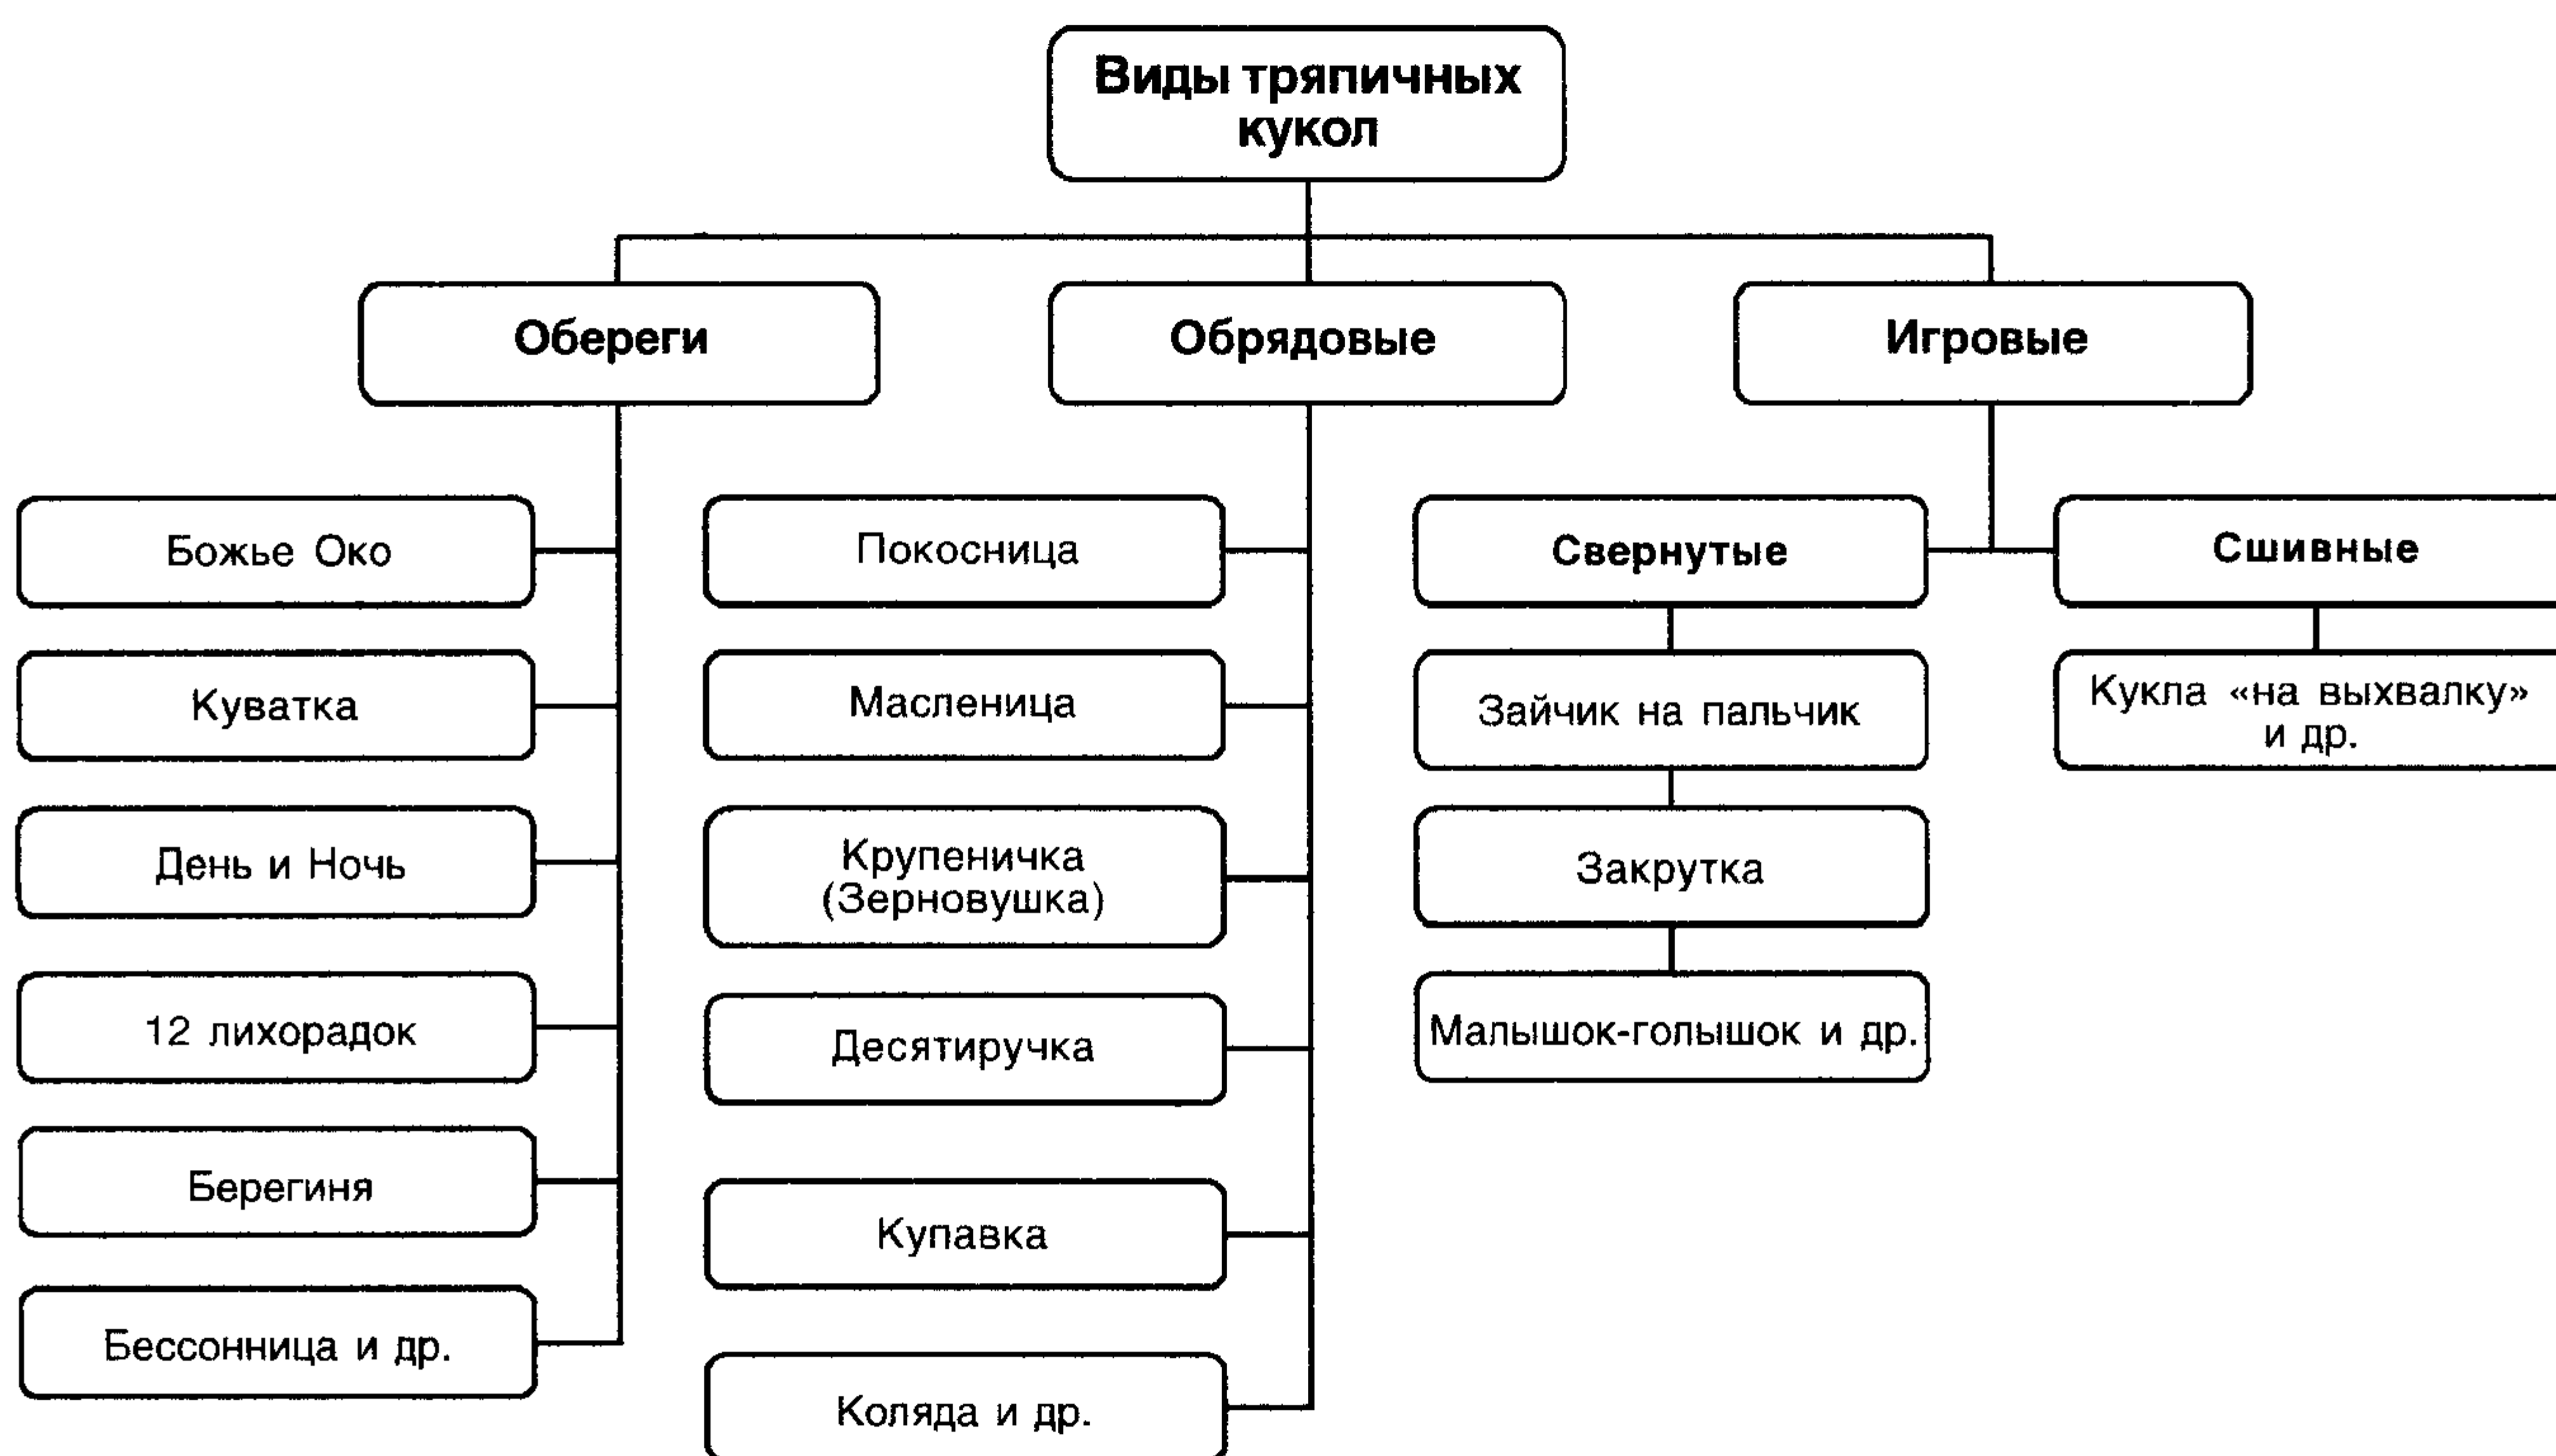 Виды тряпичных
кукол
Обереги
Обрядовые
Игровые
Божье Око
Куватка
День и Ночь
12 лихорадок
Берегиня
Бессонница и др.
Покосница
Масленица
Крупеничка
(Зерновушка)
Десятиручка
Купавка
Коляда и др.
Свернутые
Зайчик на пальчик
Закрутка
Малышок-голышок и др.
Сшивные
Кукла «на выхвалку»
и др.